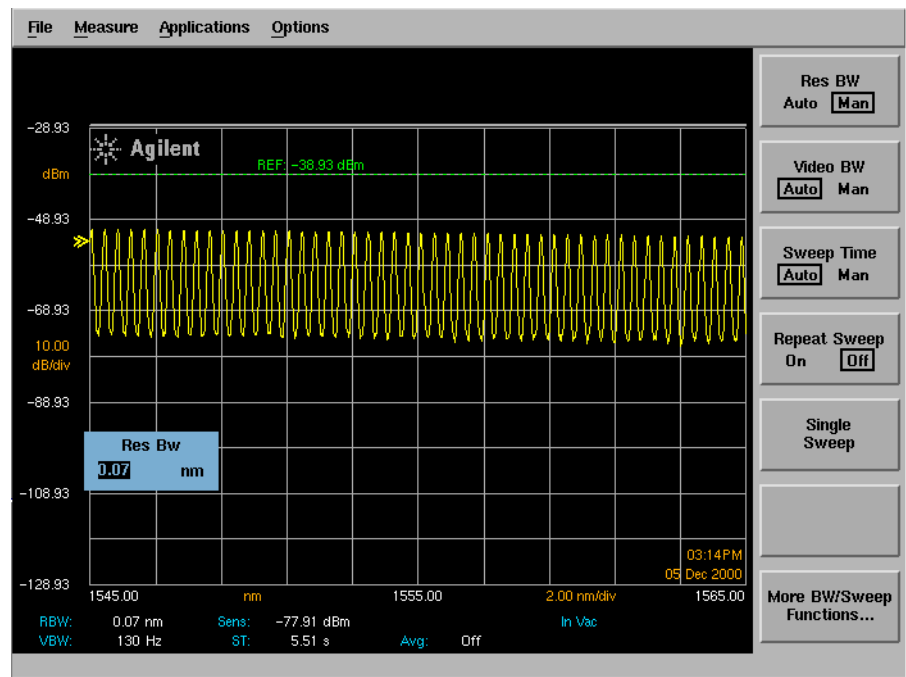 File Measure Applications Options
Res BW
Auto Man
-28.93
Agilent
REF: -38.93 dBm
dBm
Video BW
Auto Man
-48.93
Sweep Time
Auto Man
-68.93
10.00
dB/div
Repeat Sweep
On Off
-88.93
Res Bw
0.07 nm
Single
Sweep
-108.93
03:14PM
05 Dec 2000
-128.93
1545.00 nm 1555.00 2.00 nm/div 1565.00
More BW/Sweep
Functions...
RBW: 0.07 nm Sens: -77.91 dBm In Vac
VBW: 130 Hz ST: 5.51 s Avg: Off